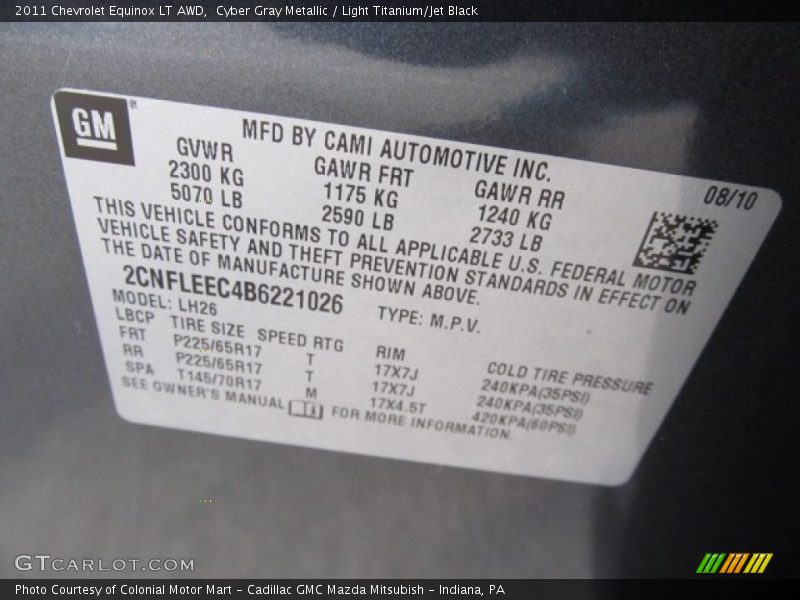 2011 Chevrolet Equinox LT AWD,  Cyber Gray Metallic / Light Titanium/Jet Black
GM®
MFD BY CAMI AUTOMOTIVE INC.
08/10
GVWR GAWR FRT GAWR RR
2300 KG 1175 KG 1240 KG
5070 LB 2590 LB 2733 LB
THIS VEHICLE CONFORMS TO ALL APPLICABLE U.S. FEDERAL MOTOR
VEHICLE SAFETY AND THEFT PREVENTION STANDARDS IN EFFECT ON
THE DATE OF MANUFACTURE SHOWN ABOVE.
2CNFLEEC4B6221026 TYPE: M.P.V.
MODEL: LH26
LBCP TIRE SIZE SPEED RTG RIM COLD TIRE PRESSURE
FRT P225/65R17 T 17X7J 240KPA(35PSI)
RR P225/65R17 T 17X7J 240KPA(35PSI)
SPA T145/70R17 M 17X4.5T 420KPA(60PSI)
SEE OWNER'S MANUAL FOR MORE INFORMATION.
GTCARLOT.COM
Photo Courtesy of Colonial Motor Mart - Cadillac GMC Mazda Mitsubish - Indiana, PA